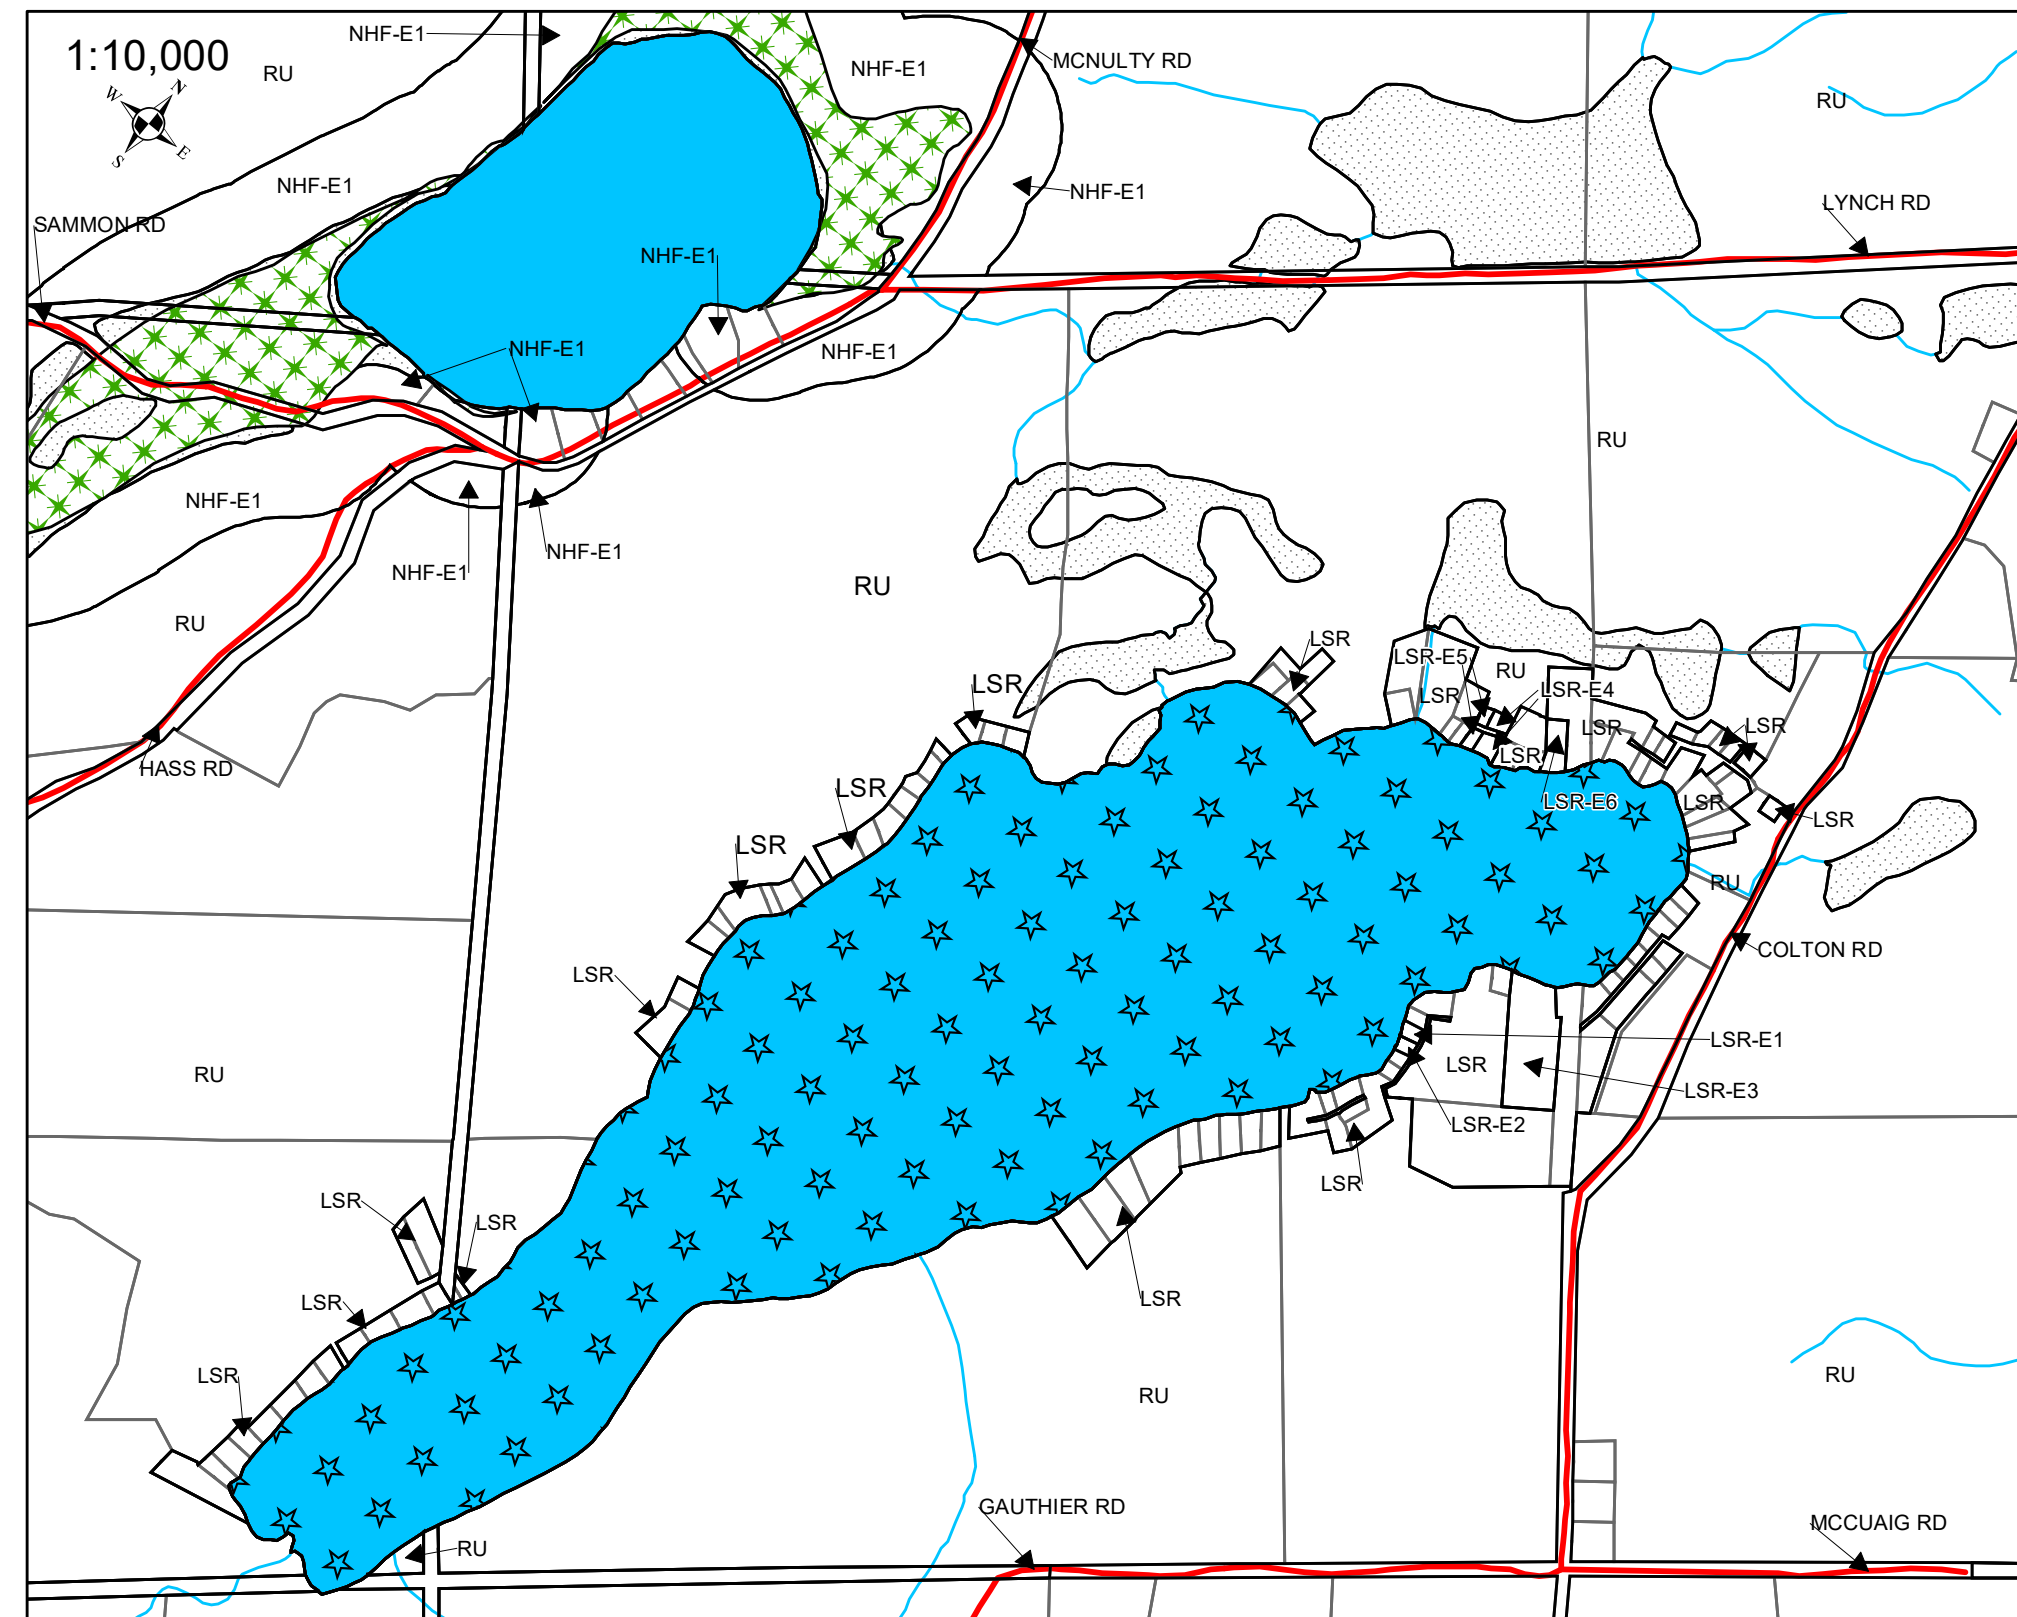 NHF-E1
1:10,000
RU
NHF-E1
MCNULTY RD
W
N
S
E
RU
NHF-E1
NHF-E1
LYNCH RD
SAMMON RD
NHF-E1
NHF-E1
NHF-E1
RU
NHF-E1
NHF-E1
NHF-E1
RU
RU
LSR
LSR-E5
RU
LSR
LSR-E4
LSR
LSR
LSR
LSR
HASS RD
LSR
LSR-E6
LSR
LSR
LSR
RU
COLTON RD
LSR
LSR-E1
LSR
RU
LSR-E3
LSR-E2
LSR
LSR
LSR
LSR
LSR
LSR
RU
RU
GAUTHIER RD
MCCUAIG RD
RU